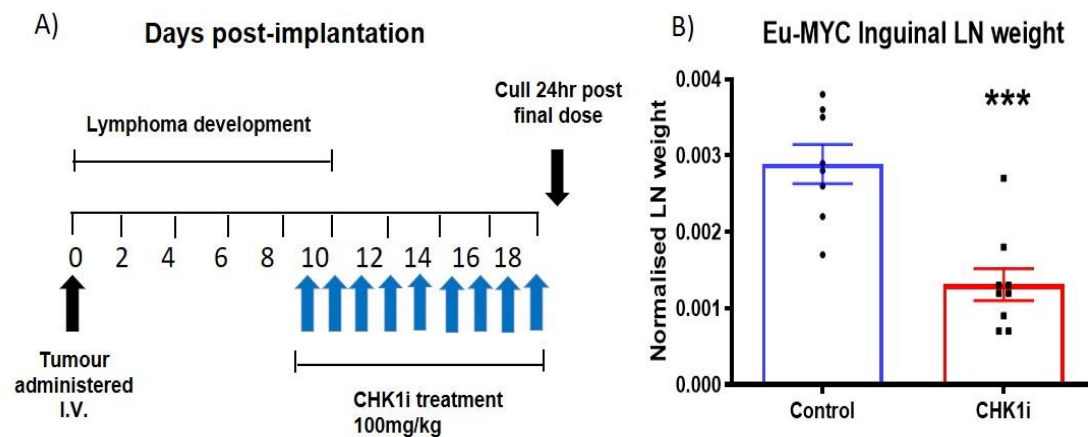 A)
Days post-implantation
Cull 24hr post
final dose
Lymphoma development
0 2 4 6 8 10 12 14 16 18
Tumour
administered
I.V.
CHK1i treatment
100mg/kg
B)
Eu-MYC Inguinal LN weight
Normalised LN weight
0.004
0.003
0.002
0.001
0.000
***
Control
CHK1i